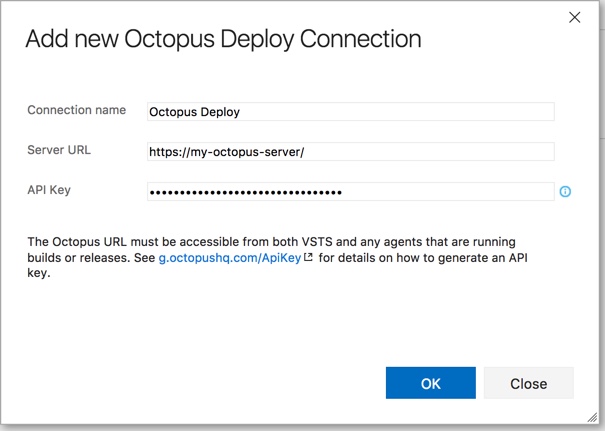 Add new Octopus Deploy Connection
Connection name
Octopus Deploy
Server URL
https://my-octopus-server/
API Key
••••••••••••••••••••••••••••••••
The Octopus URL must be accessible from both VSTS and any agents that are running
builds or releases. See g.octopushq.com/ApiKey for details on how to generate an API
key.
OK
Close